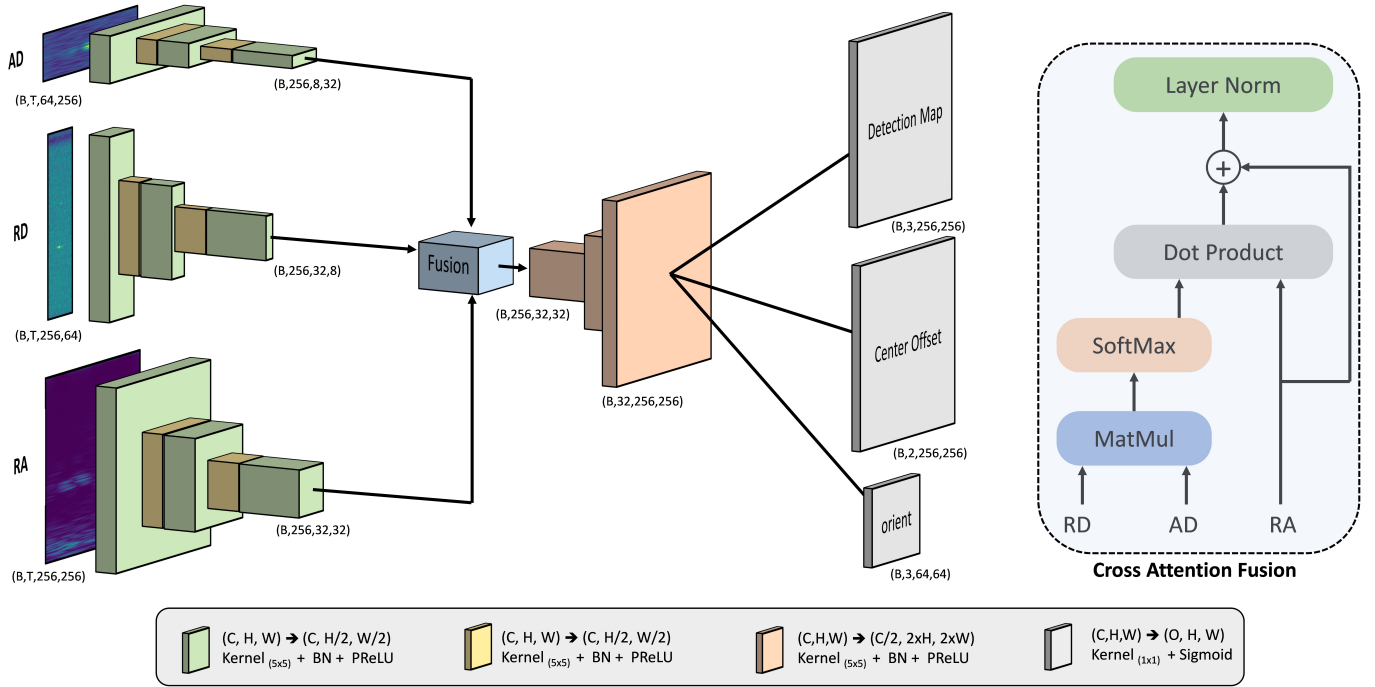 AD
(B,T,64,256)
(B,256,8,32)
RD
(B,T,256,64)
(B,256,32,8)
RA
(B,T,256,256)
(B,256,32,32)
Fusion
(B,256,32,32)
(B,32,256,256)
Detection Map
(B,3,256,256)
Center Offset
(B,2,256,256)
orient
(B,3,64,64)
Layer Norm
+
Dot Product
SoftMax
MatMul
RD AD RA
Cross Attention Fusion
(C, H, W) ➔ (C, H/2, W/2)
Kernel (5x5) + BN + PReLU
(C, H, W) ➔ (C, H/2, W/2)
Kernel (5x5) + BN + PReLU
(C,H,W) ➔ (C/2, 2xH, 2xW)
Kernel (5x5) + BN + PReLU
(C,H,W) ➔ (O, H, W)
Kernel (1x1) + Sigmoid